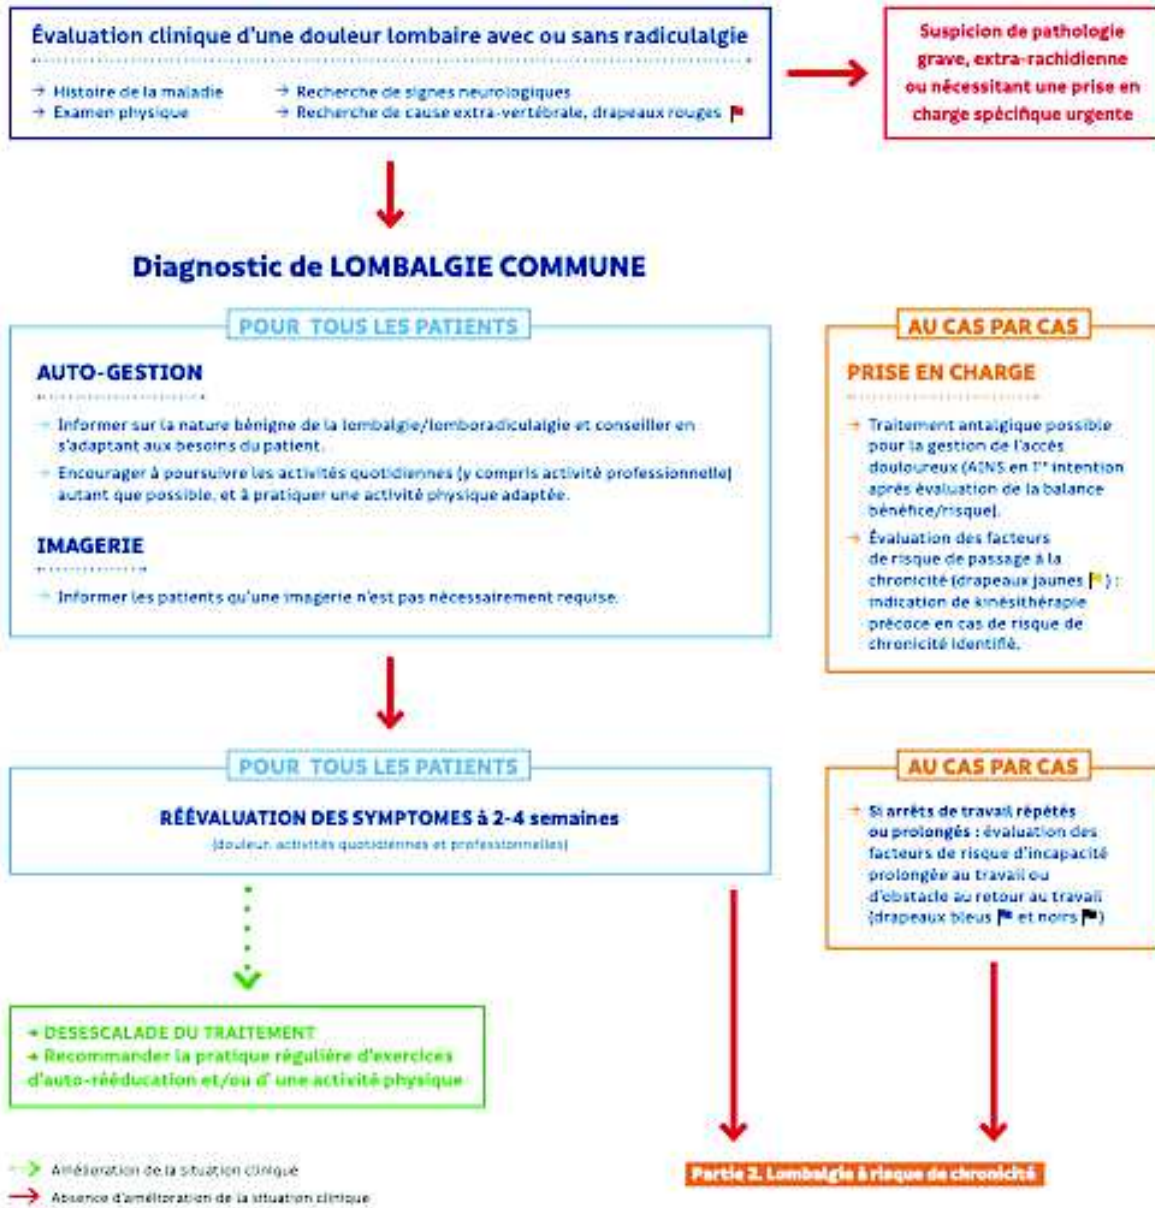 Évaluation clinique d'une douleur lombaire avec ou sans radiculalgie
→ Histoire de la maladie
→ Examen physique
→ Recherche de signes neurologiques
→ Recherche de cause extra-vertébrale, drapeaux rouges
Suspicion de pathologie
grave, extra-rachidienne
ou nécessitant une prise en
charge spécifique urgente
Diagnostic de LOMBALGIE COMMUNE
POUR TOUS LES PATIENTS
AUTO-GESTION
→ Informer sur la nature bénigne de la lombalgie/lomboradiculalgie et conseiller en
s'adaptant aux besoins du patient.
→ Encourager à poursuivre les activités quotidiennes (y compris activité professionnelle)
autant que possible, et à pratiquer une activité physique adaptée.
IMAGERIE
→ Informer les patients qu'une imagerie n'est pas nécessairement requise.
AU CAS PAR CAS
PRISE EN CHARGE
→ Traitement antalgique possible
pour la gestion de l'accès
douloureux (AINS en 1re intention
après évaluation de la balance
bénéfice/risque).
→ Évaluation des facteurs
de risque de passage à la
chronicité (drapeaux jaunes ) :
indication de kinésithérapie
précoce en cas de risque de
chronicité identifié.
POUR TOUS LES PATIENTS
RÉÉVALUATION DES SYMPTOMES à 2-4 semaines
(douleur, activités quotidiennes et professionnelles)
AU CAS PAR CAS
→ Si arrêts de travail répétés
ou prolongés : évaluation des
facteurs de risque d'incapacité
prolongée au travail ou
d'obstacle au retour au travail
(drapeaux bleus et noirs )
→ DESESCALADE DU TRAITEMENT
→ Recommander la pratique régulière d'exercices
d'auto-rééducation et/ou d' une activité physique
Amélioration de la situation clinique
Absence d'amélioration de la situation clinique
Partie 2. Lombalgie à risque de chronicité